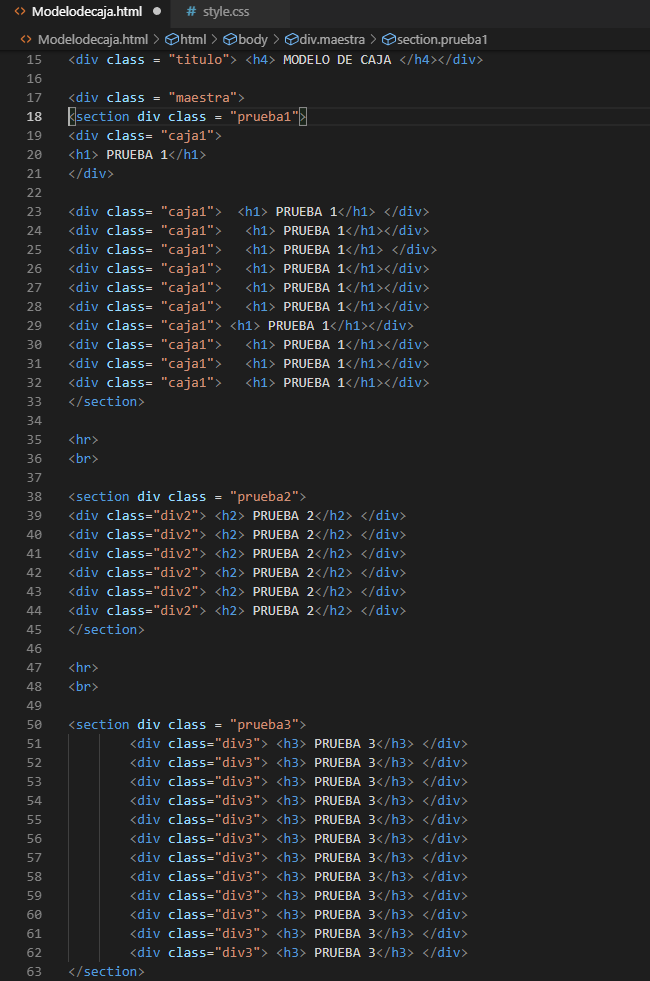 Modelodecaja.html ● # style.css
Modelodecaja.html > html > body > div.maestra > section.prueba1
15 <div class = "titulo"> <h4> MODELO DE CAJA </h4></div>
16
17 <div class = "maestra">
18 <section div class = "prueba1">
19 <div class= "caja1">
20 <h1> PRUEBA 1</h1>
21 </div>
22
23 <div class= "caja1">  <h1> PRUEBA 1</h1> </div>
24 <div class= "caja1">   <h1> PRUEBA 1</h1></div>
25 <div class= "caja1">   <h1> PRUEBA 1</h1> </div>
26 <div class= "caja1">   <h1> PRUEBA 1</h1></div>
27 <div class= "caja1">   <h1> PRUEBA 1</h1></div>
28 <div class= "caja1">   <h1> PRUEBA 1</h1></div>
29 <div class= "caja1"> <h1> PRUEBA 1</h1></div>
30 <div class= "caja1">   <h1> PRUEBA 1</h1></div>
31 <div class= "caja1">   <h1> PRUEBA 1</h1></div>
32 <div class= "caja1">   <h1> PRUEBA 1</h1></div>
33 </section>
34
35 <hr>
36 <br>
37
38 <section div class = "prueba2">
39 <div class="div2"> <h2> PRUEBA 2</h2> </div>
40 <div class="div2"> <h2> PRUEBA 2</h2> </div>
41 <div class="div2"> <h2> PRUEBA 2</h2> </div>
42 <div class="div2"> <h2> PRUEBA 2</h2> </div>
43 <div class="div2"> <h2> PRUEBA 2</h2> </div>
44 <div class="div2"> <h2> PRUEBA 2</h2> </div>
45 </section>
46
47 <hr>
48 <br>
49
50 <section div class = "prueba3">
51         <div class="div3"> <h3> PRUEBA 3</h3> </div>
52         <div class="div3"> <h3> PRUEBA 3</h3> </div>
53         <div class="div3"> <h3> PRUEBA 3</h3> </div>
54         <div class="div3"> <h3> PRUEBA 3</h3> </div>
55         <div class="div3"> <h3> PRUEBA 3</h3> </div>
56         <div class="div3"> <h3> PRUEBA 3</h3> </div>
57         <div class="div3"> <h3> PRUEBA 3</h3> </div>
58         <div class="div3"> <h3> PRUEBA 3</h3> </div>
59         <div class="div3"> <h3> PRUEBA 3</h3> </div>
60         <div class="div3"> <h3> PRUEBA 3</h3> </div>
61         <div class="div3"> <h3> PRUEBA 3</h3> </div>
62         <div class="div3"> <h3> PRUEBA 3</h3> </div>
63 </section>